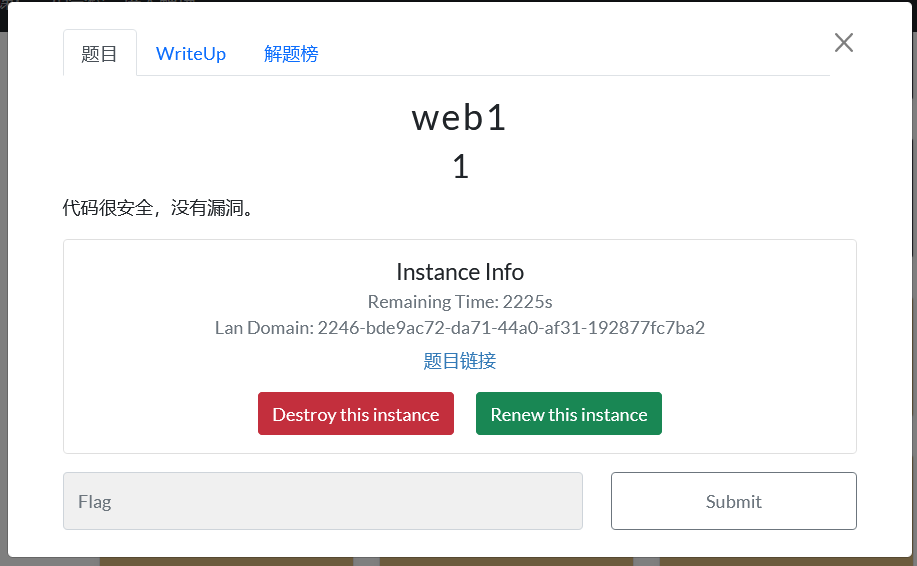 题目 WriteUp 解题榜
web1
1
代码很安全，没有漏洞。
Instance Info
Remaining Time: 2225s
Lan Domain: 2246-bde9ac72-da71-44a0-af31-192877fc7ba2
题目链接
Destroy this instance Renew this instance
Flag Submit